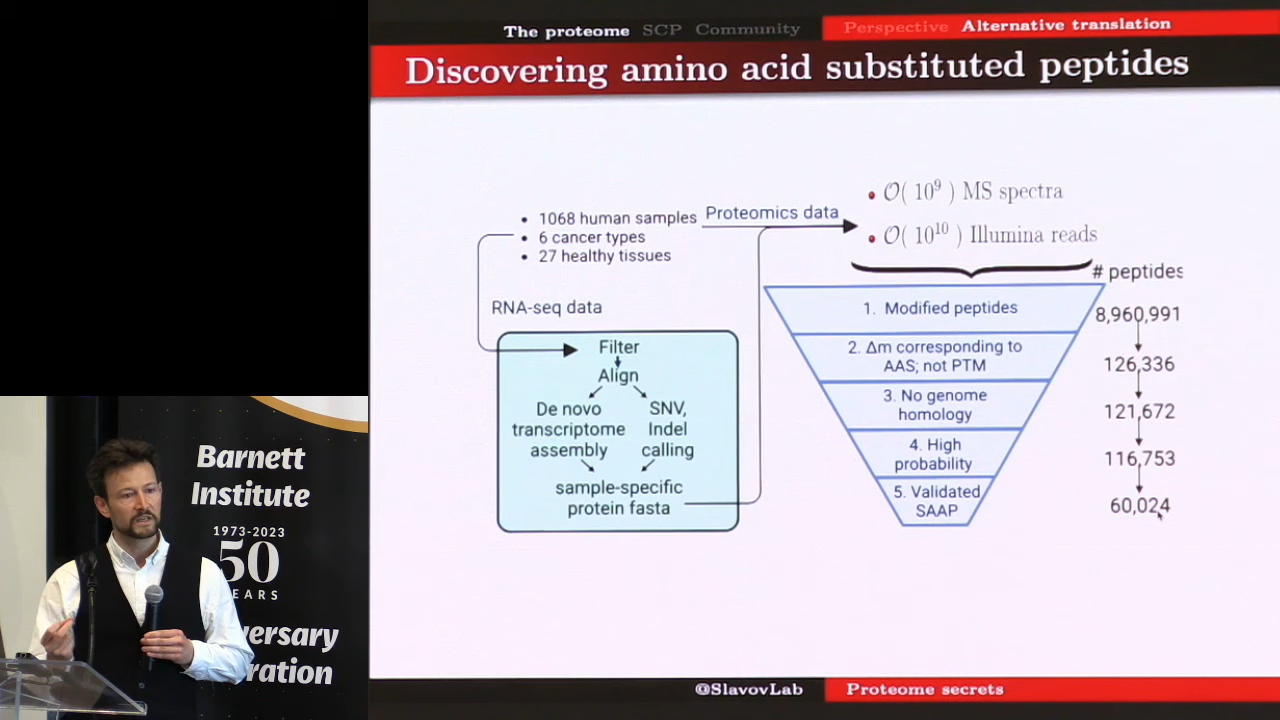 The proteome SCP Community Perspective Alternative translation
Discovering amino acid substituted peptides
• 1068 human samples
• 6 cancer types
• 27 healthy tissues
Proteomics data
• O( 10⁹ ) MS spectra
• O( 10¹⁰ ) Illumina reads
RNA-seq data
Filter
Align
De novo
transcriptome
assembly
SNV,
Indel
calling
sample-specific
protein fasta
# peptides
1. Modified peptides
8,960,991
2. Δm corresponding to
AAS; not PTM
126,336
3. No genome
homology
121,672
4. High
probability
116,753
5. Validated
SAAP
60,024
@SlavovLab Proteome secrets
Barnett
Institute
1973-2023
50
EARS
versary
ration